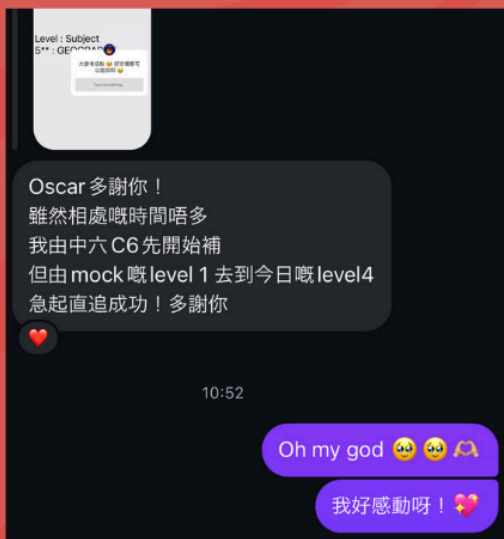 Level : Subject
5** : GEOGRAP
Oscar 多謝你！
雖然相處嘅時間唔多
我由中六 C6 先開始補
但由 mock 嘅 level 1 去到今日嘅 level4
急起直追成功！多謝你
10:52
Oh my god 🥹 🥹 🫶
我好感動呀！💖